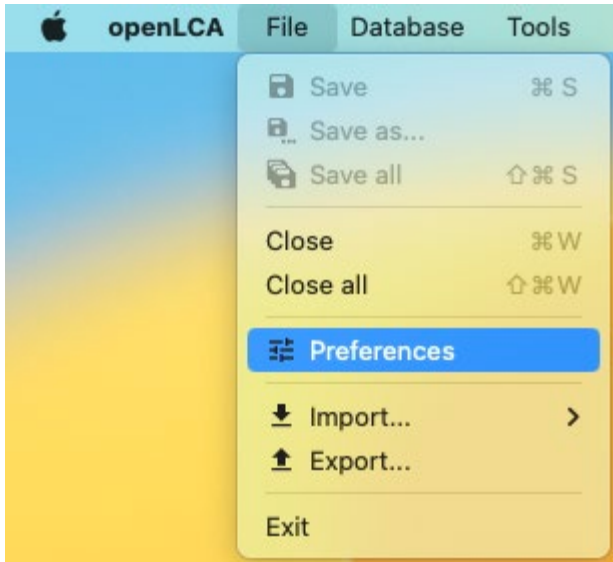 openLCA File Database Tools
Save ⌘ S
Save as...
Save all ⇧ ⌘ S
Close ⌘ W
Close all ⇧ ⌘ W
Preferences
Import...
Export...
Exit